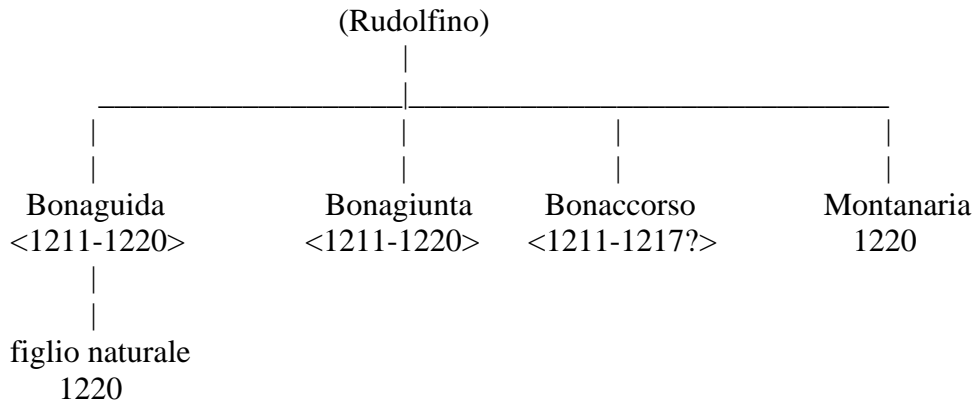 (Rudolfino)
Bonaguida Bonagiunta Bonaccorso Montanaria
<1211-1220> <1211-1220> <1211-1217?> 1220
figlio naturale
1220